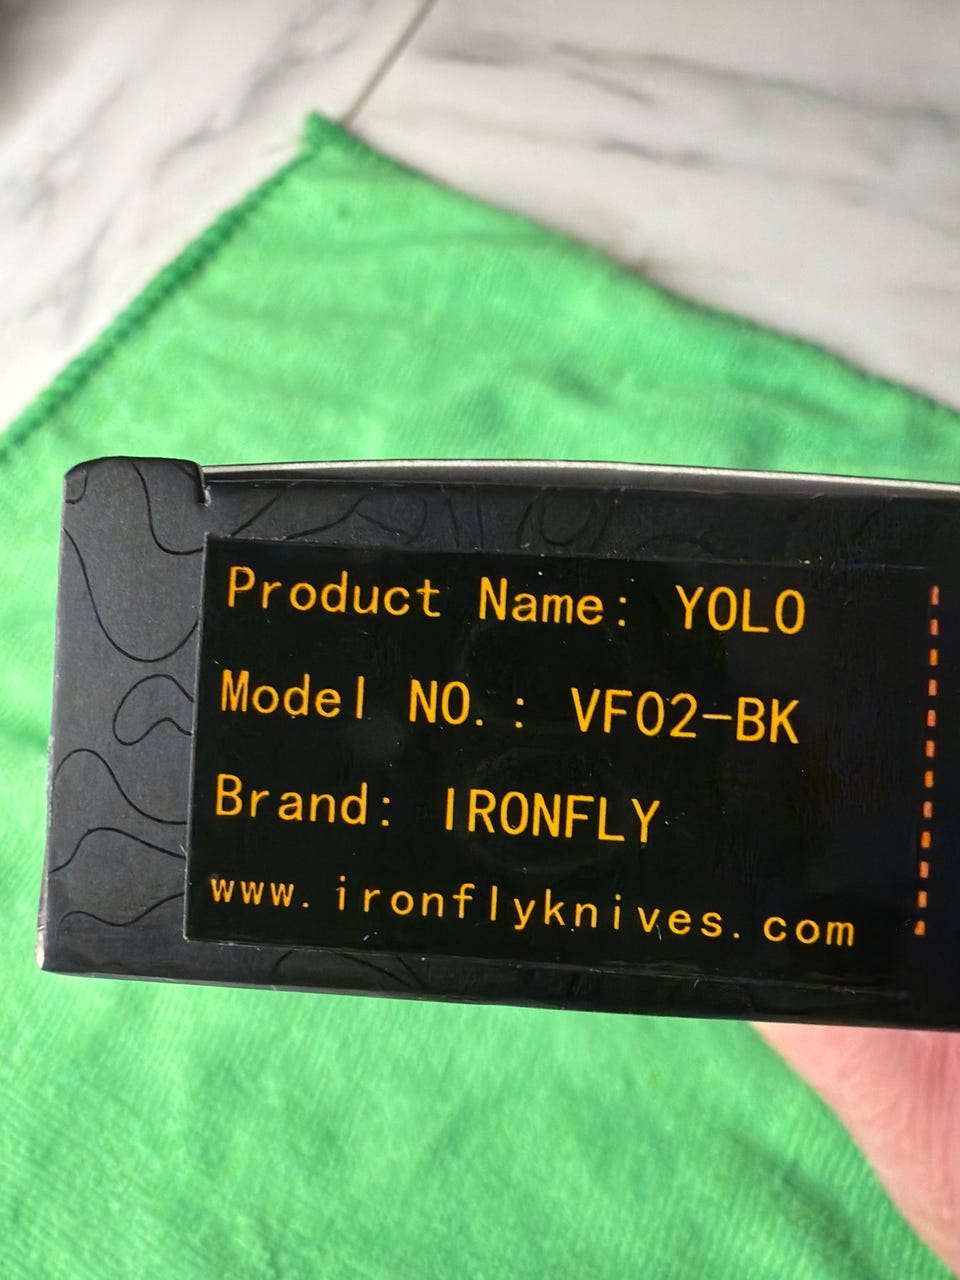 Product Name: YOLO
Model NO.: VF02-BK
Brand: IRONFLY
www.ironflyknives.com